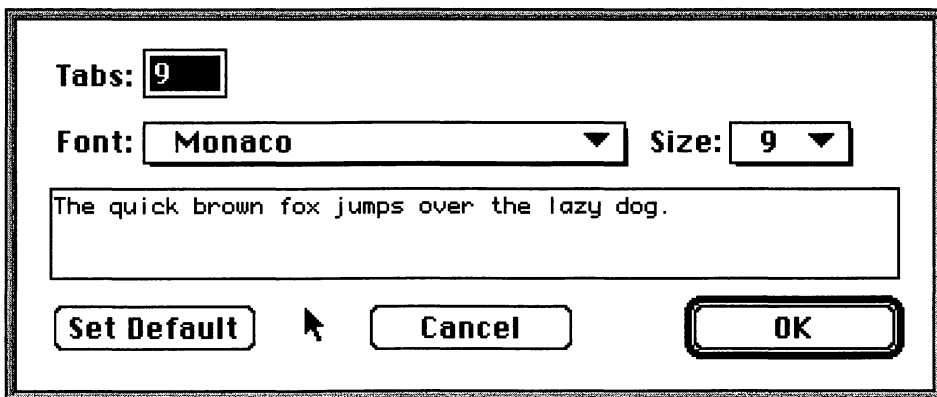 Tabs: 9
Font: Monaco Size: 9
The quick brown fox jumps over the lazy dog.
Set Default Cancel OK